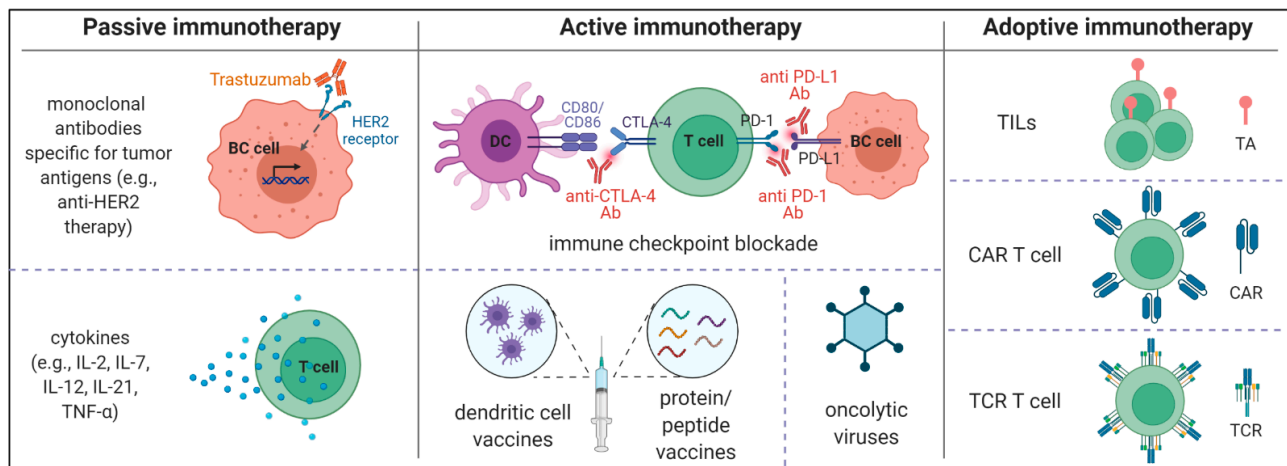 Passive immunotherapy
Active immunotherapy
Adoptive immunotherapy
monoclonal
antibodies
specific for tumor
antigens (e.g.,
anti-HER2
therapy)
Trastuzumab
HER2
receptor
BC cell
DC
CD80/
CD86
CTLA-4
anti-CTLA-4
Ab
T cell
PD-1
anti PD-L1
Ab
anti PD-1
Ab
PD-L1
BC cell
immune checkpoint blockade
TILs
TA
CAR T cell
CAR
TCR T cell
TCR
cytokines
(e.g., IL-2, IL-7,
IL-12, IL-21,
TNF-α)
T cell
dendritic cell
vaccines
protein/
peptide
vaccines
oncolytic
viruses